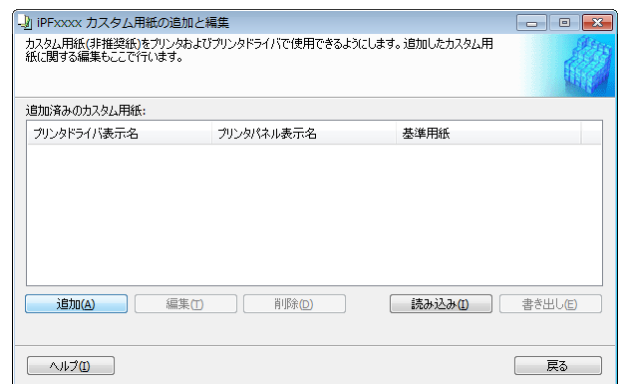 iPFxxxx カスタム用紙の追加と編集
カスタム用紙(非推奨紙)をプリンタおよびプリンタドライバで使用できるようにします。追加したカスタム用
紙に関する編集もここで行います。
追加済みのカスタム用紙:
プリンタドライバ表示名 プリンタパネル表示名 基準用紙
追加(A) 編集(T) 削除(D) 読み込み(I) 書き出し(E)
ヘルプ(I) 戻る